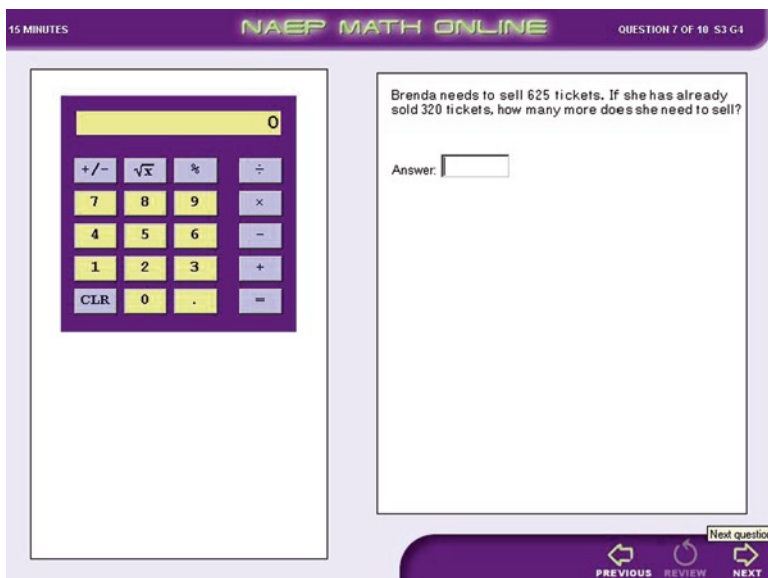 15 MINUTES
NAEP MATH ONLINE
QUESTION 7 OF 10 S3 G4
0
+/- √x % ÷
7 8 9 ×
4 5 6 -
1 2 3 +
CLR 0 . =
Brenda needs to sell 625 tickets. If she has already
sold 320 tickets, how many more does she need to sell?
Answer:
Next question
PREVIOUS REVIEW NEXT